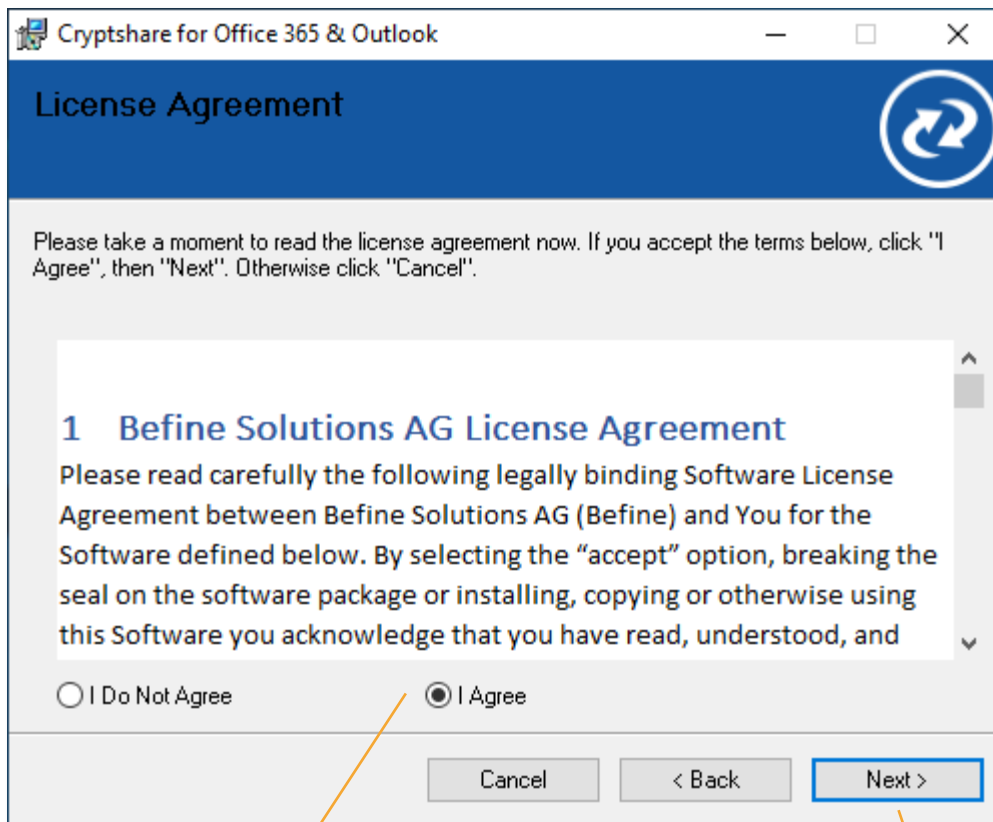 Cryptshare for Office 365 & Outlook
License Agreement
Please take a moment to read the license agreement now. If you accept the terms below, click "I
Agree", then "Next". Otherwise click "Cancel".
1 Befine Solutions AG License Agreement
Please read carefully the following legally binding Software License
Agreement between Befine Solutions AG (Befine) and You for the
Software defined below. By selecting the “accept” option, breaking the
seal on the software package or installing, copying or otherwise using
this Software you acknowledge that you have read, understood, and
I Do Not Agree I Agree
Cancel < Back Next >